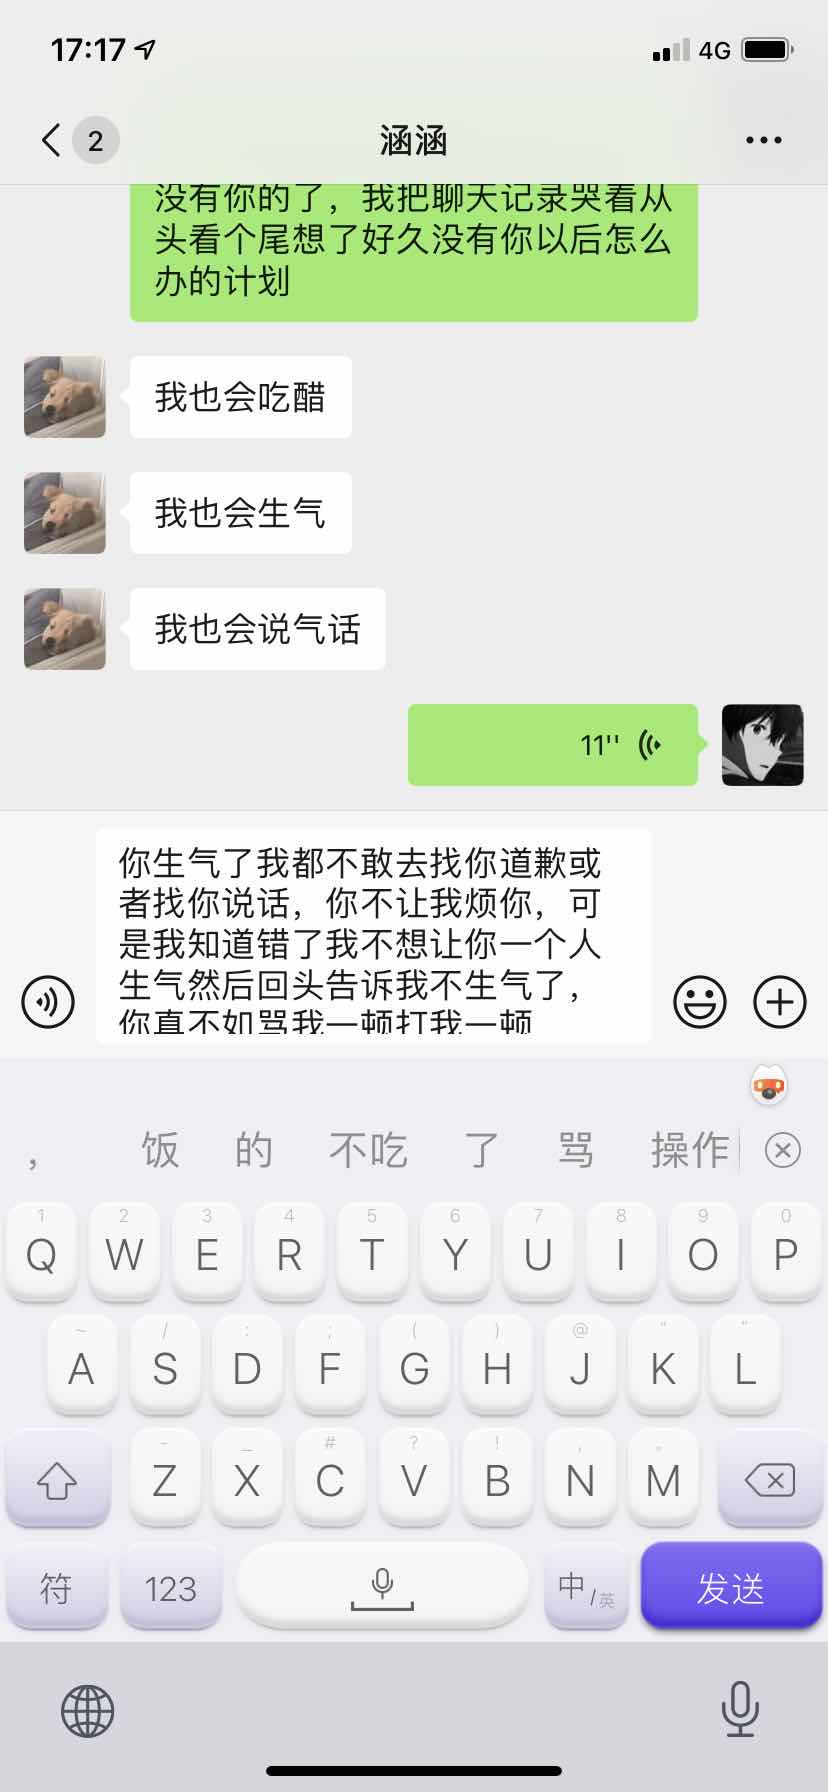 17:17
4G
2
涵涵
没有你的了，我把聊天记录哭着从
头看个尾想了好久没有你以后怎么
办的计划
我也会吃醋
我也会生气
我也会说气话
11''
你生气了我都不敢去找你道歉或
者找你说话，你不让我烦你，可
是我知道错了我不想让你一个人
生气然后回头告诉我不生气了，
你真不如骂我一顿打我一顿
， 饭 的 不吃 了 骂 操作
1 2 3 4 5 6 7 8 9 0
Q W E R T Y U I O P
~ / : ; ( ) @ “ ”
A S D F G H J K L
- _ # ? ! , 。
Z X C V B N M
符 123 中/英 发送